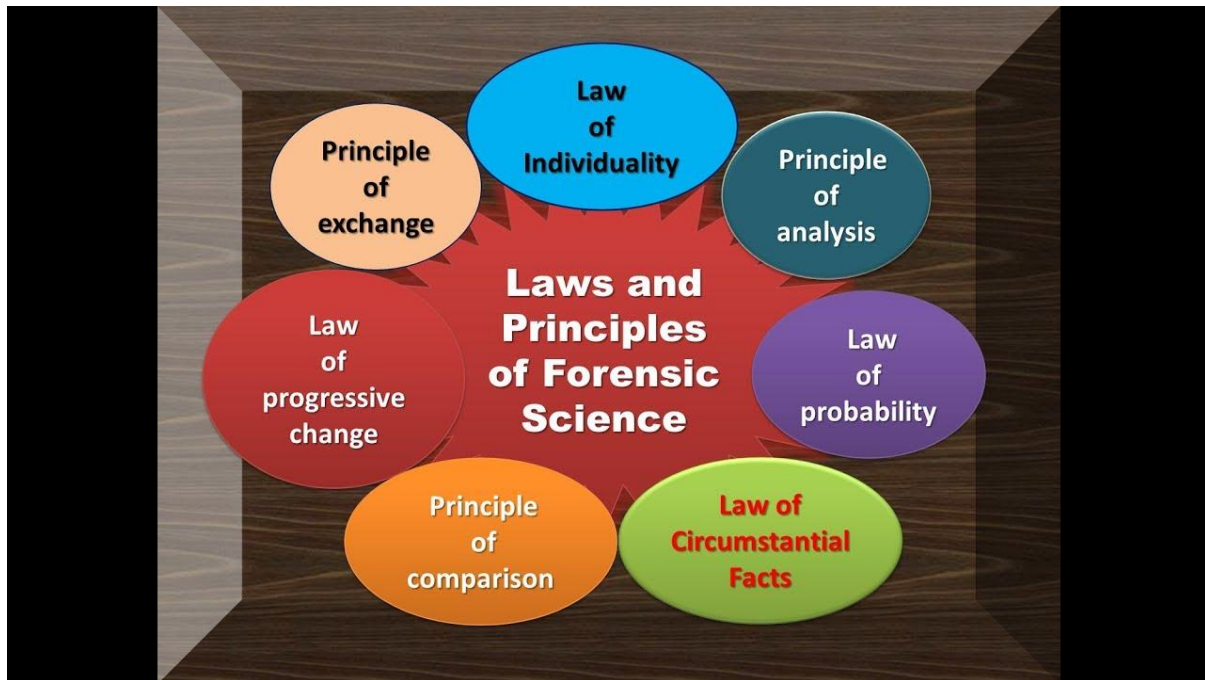 Law
of
Individuality
Principle
of
analysis
Law
of
probability
Law of
Circumstantial
Facts
Principle
of
comparison
Law
of
progressive
change
Principle
of
exchange
Laws and
Principles
of Forensic
Science